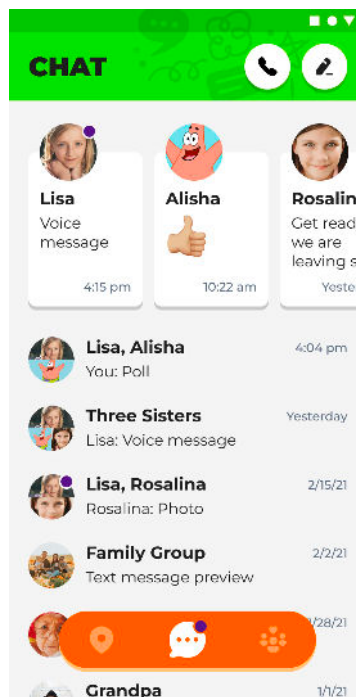 CHAT
Lisa
Voice
message
4:15 pm
Alisha
10:22 am
Rosalin
Get read
we are
leaving s
Yeste
Lisa, Alisha
4:04 pm
You: Poll
Three Sisters
Yesterday
Lisa: Voice message
Lisa, Rosalina
2/15/21
Rosalina: Photo
Family Group
2/2/21
Text message preview
/28/21
Grandpa
1/1/21